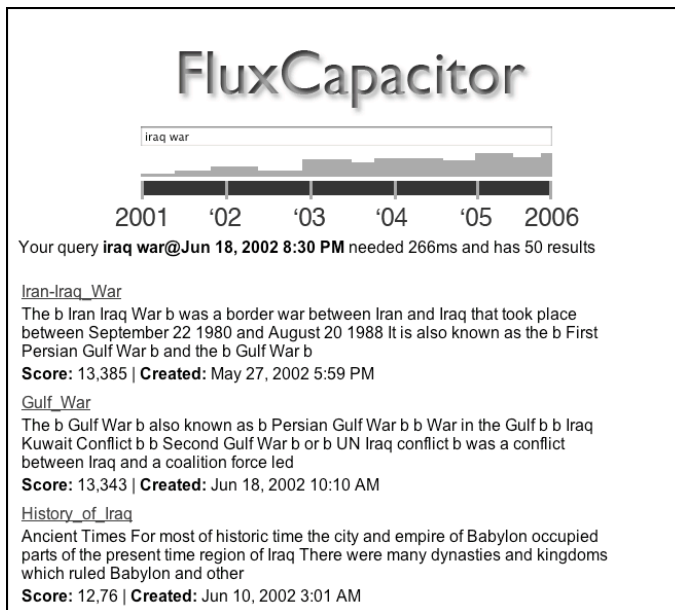 FluxCapacitor
iraq war
2001 '02 '03 '04 '05 2006
Your query iraq war@Jun 18, 2002 8:30 PM needed 266ms and has 50 results
Iran-Iraq_War
The b Iran Iraq War b was a border war between Iran and Iraq that took place
between September 22 1980 and August 20 1988 It is also known as the b First
Persian Gulf War b and the b Gulf War b
Score: 13,385 | Created: May 27, 2002 5:59 PM
Gulf_War
The b Gulf War b also known as b Persian Gulf War b b War in the Gulf b b Iraq
Kuwait Conflict b b Second Gulf War b or b UN Iraq conflict b was a conflict
between Iraq and a coalition force led
Score: 13,343 | Created: Jun 18, 2002 10:10 AM
History_of_Iraq
Ancient Times For most of historic time the city and empire of Babylon occupied
parts of the present time region of Iraq There were many dynasties and kingdoms
which ruled Babylon and other
Score: 12,76 | Created: Jun 10, 2002 3:01 AM